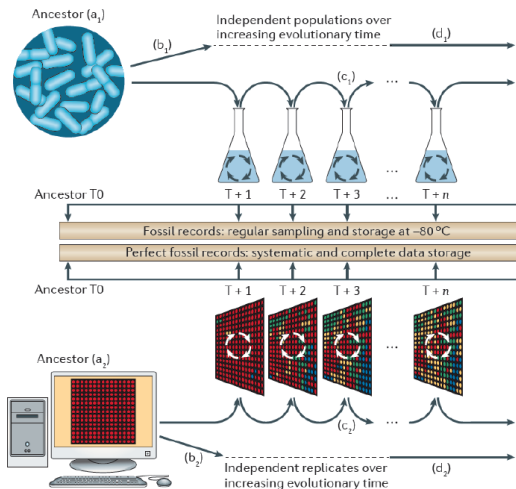 Ancestor (a₁)
Independent populations over
increasing evolutionary time
(b₁)
(d₁)
(c₁)
...
...
Ancestor T0
T + 1
T + 2
T + 3
T + n
Fossil records: regular sampling and storage at –80 °C
Perfect fossil records: systematic and complete data storage
Ancestor T0
T + 1
T + 2
T + 3
T + n
...
Ancestor (a₂)
...
(c₂)
(b₂)
Independent replicates over
increasing evolutionary time
(d₂)